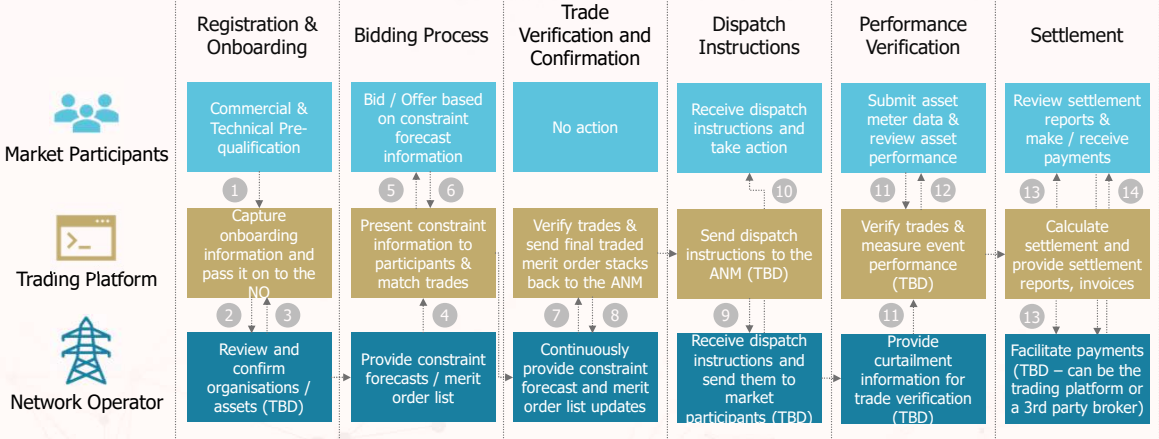 Registration &
Onboarding
Bidding Process
Trade
Verification and
Confirmation
Dispatch
Instructions
Performance
Verification
Settlement
Market Participants
Commercial &
Technical Pre-
qualification
Bid / Offer based
on constraint
forecast
information
No action
Receive dispatch
instructions and
take action
Submit asset
meter data &
review asset
performance
Review settlement
reports &
make / receive
payments
1
5
6
10
11
12
13
14
Trading Platform
Capture
onboarding
information and
pass it on to the
NO
Present constraint
information to
participants &
match trades
Verify trades &
send final traded
merit order stacks
back to the ANM
Send dispatch
instructions to the
ANM (TBD)
Verify trades &
measure event
performance
(TBD)
Calculate
settlement and
provide settlement
reports, invoices
2
3
4
7
8
9
11
13
Network Operator
Review and
confirm
organisations /
assets (TBD)
Provide constraint
forecasts / merit
order list
Continuously
provide constraint
forecast and merit
order list updates
Receive dispatch
instructions and
send them to
market
participants (TBD)
Provide
curtailment
information for
trade verification
(TBD)
Facilitate payments
(TBD – can be the
trading platform or
a 3rd party broker)